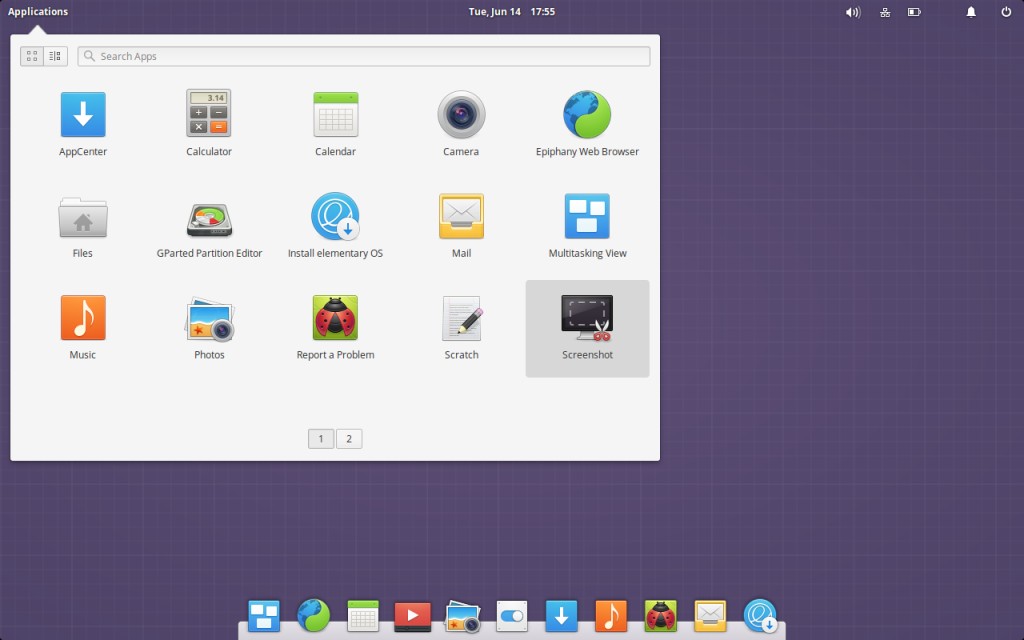 Applications
Tue, Jun 14 17:55
Search Apps
3.14
AppCenter
Calculator
Calendar
Camera
Epiphany Web Browser
Files
GParted Partition Editor
Install elementary OS
Mail
Multitasking View
Music
Photos
Report a Problem
Scratch
Screenshot
1
2